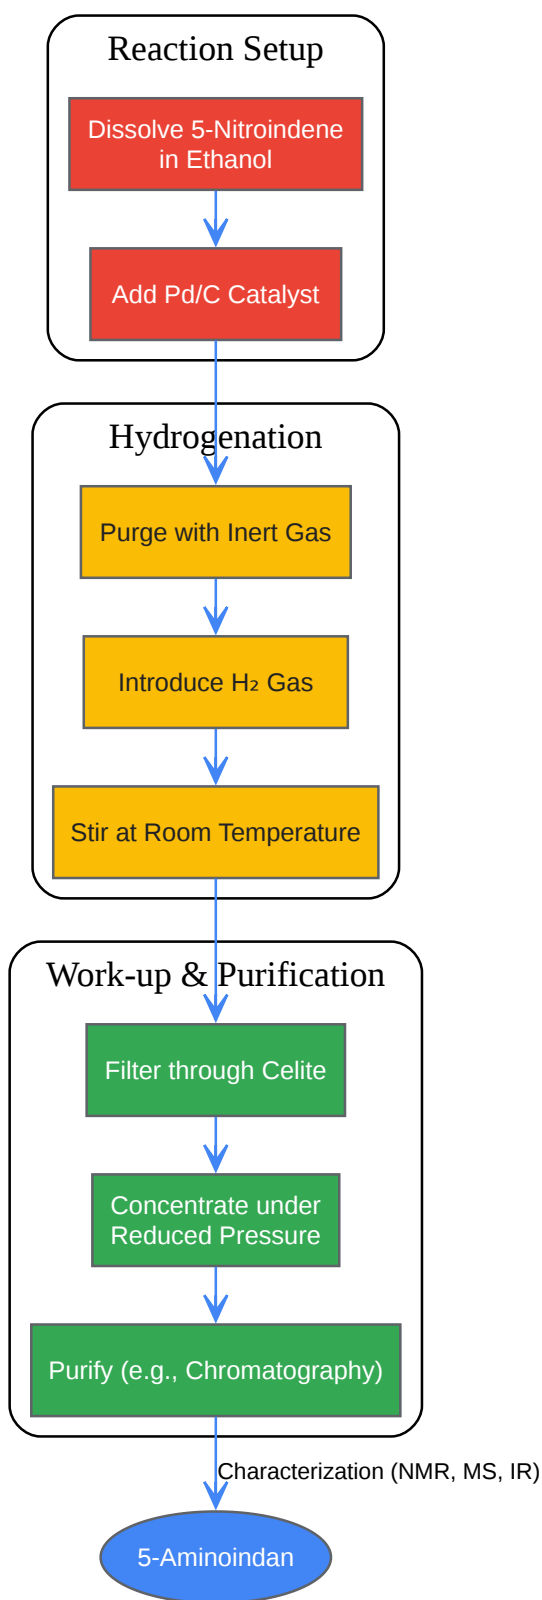 Reaction Setup
Dissolve 5-Nitroindene
in Ethanol
Add Pd/C Catalyst
Hydrogenation
Purge with Inert Gas
Introduce H₂ Gas
Stir at Room Temperature
Work-up & Purification
Filter through Celite
Concentrate under
Reduced Pressure
Purify (e.g., Chromatography)
Characterization (NMR, MS, IR)
5-Aminoindan